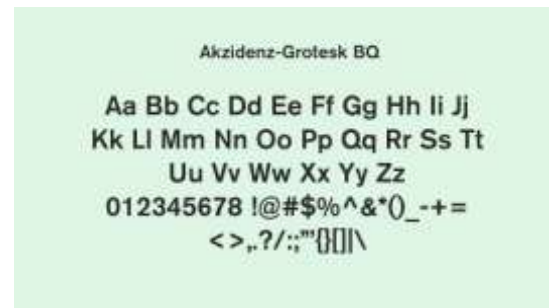 Akzidenz-Grotesk BQ
Aa Bb Cc Dd Ee Ff Gg Hh Ii Jj
Kk Ll Mm Nn Oo Pp Qq Rr Ss Tt
Uu Vv Ww Xx Yy Zz
012345678 !@#$%^&*()_-+=
<>,.?/:;"'{}[]|\